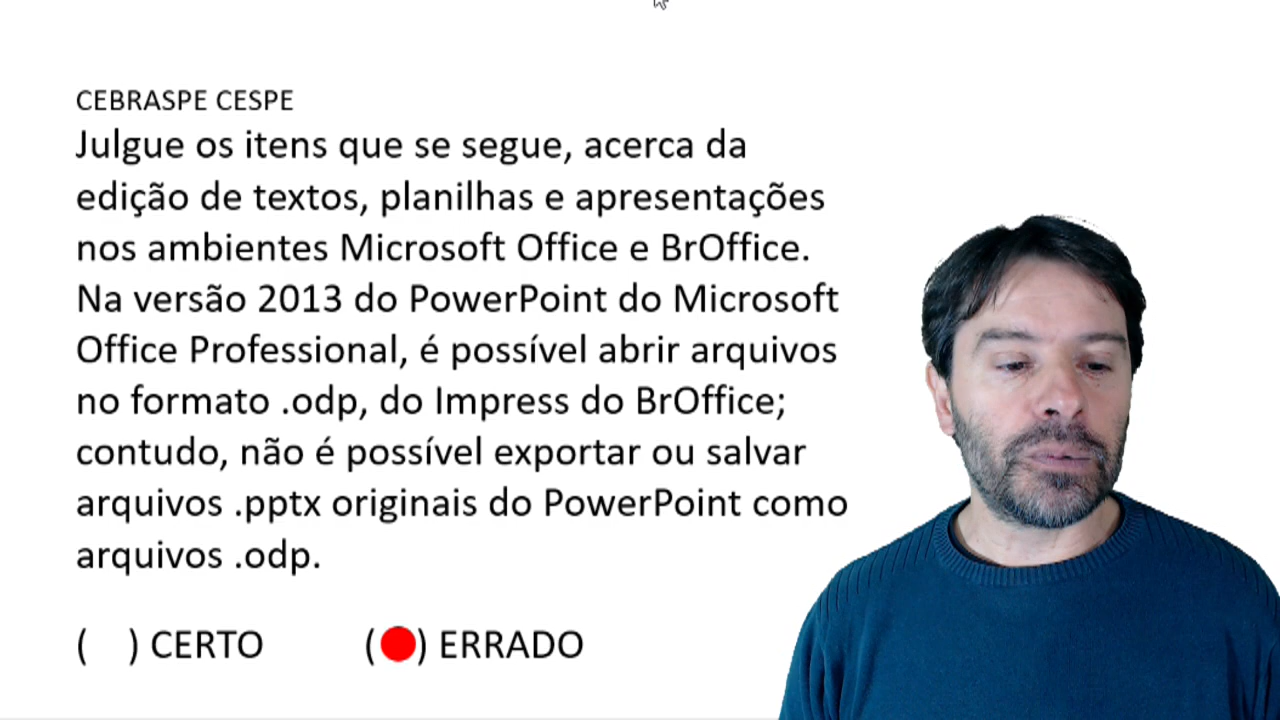 CEBRASPE CESPE
Julgue os itens que se segue, acerca da
edição de textos, planilhas e apresentações
nos ambientes Microsoft Office e BrOffice.
Na versão 2013 do PowerPoint do Microsoft
Office Professional, é possível abrir arquivos
no formato .odp, do Impress do BrOffice;
contudo, não é possível exportar ou salvar
arquivos .pptx originais do PowerPoint como
arquivos .odp.
( ) CERTO (●) ERRADO